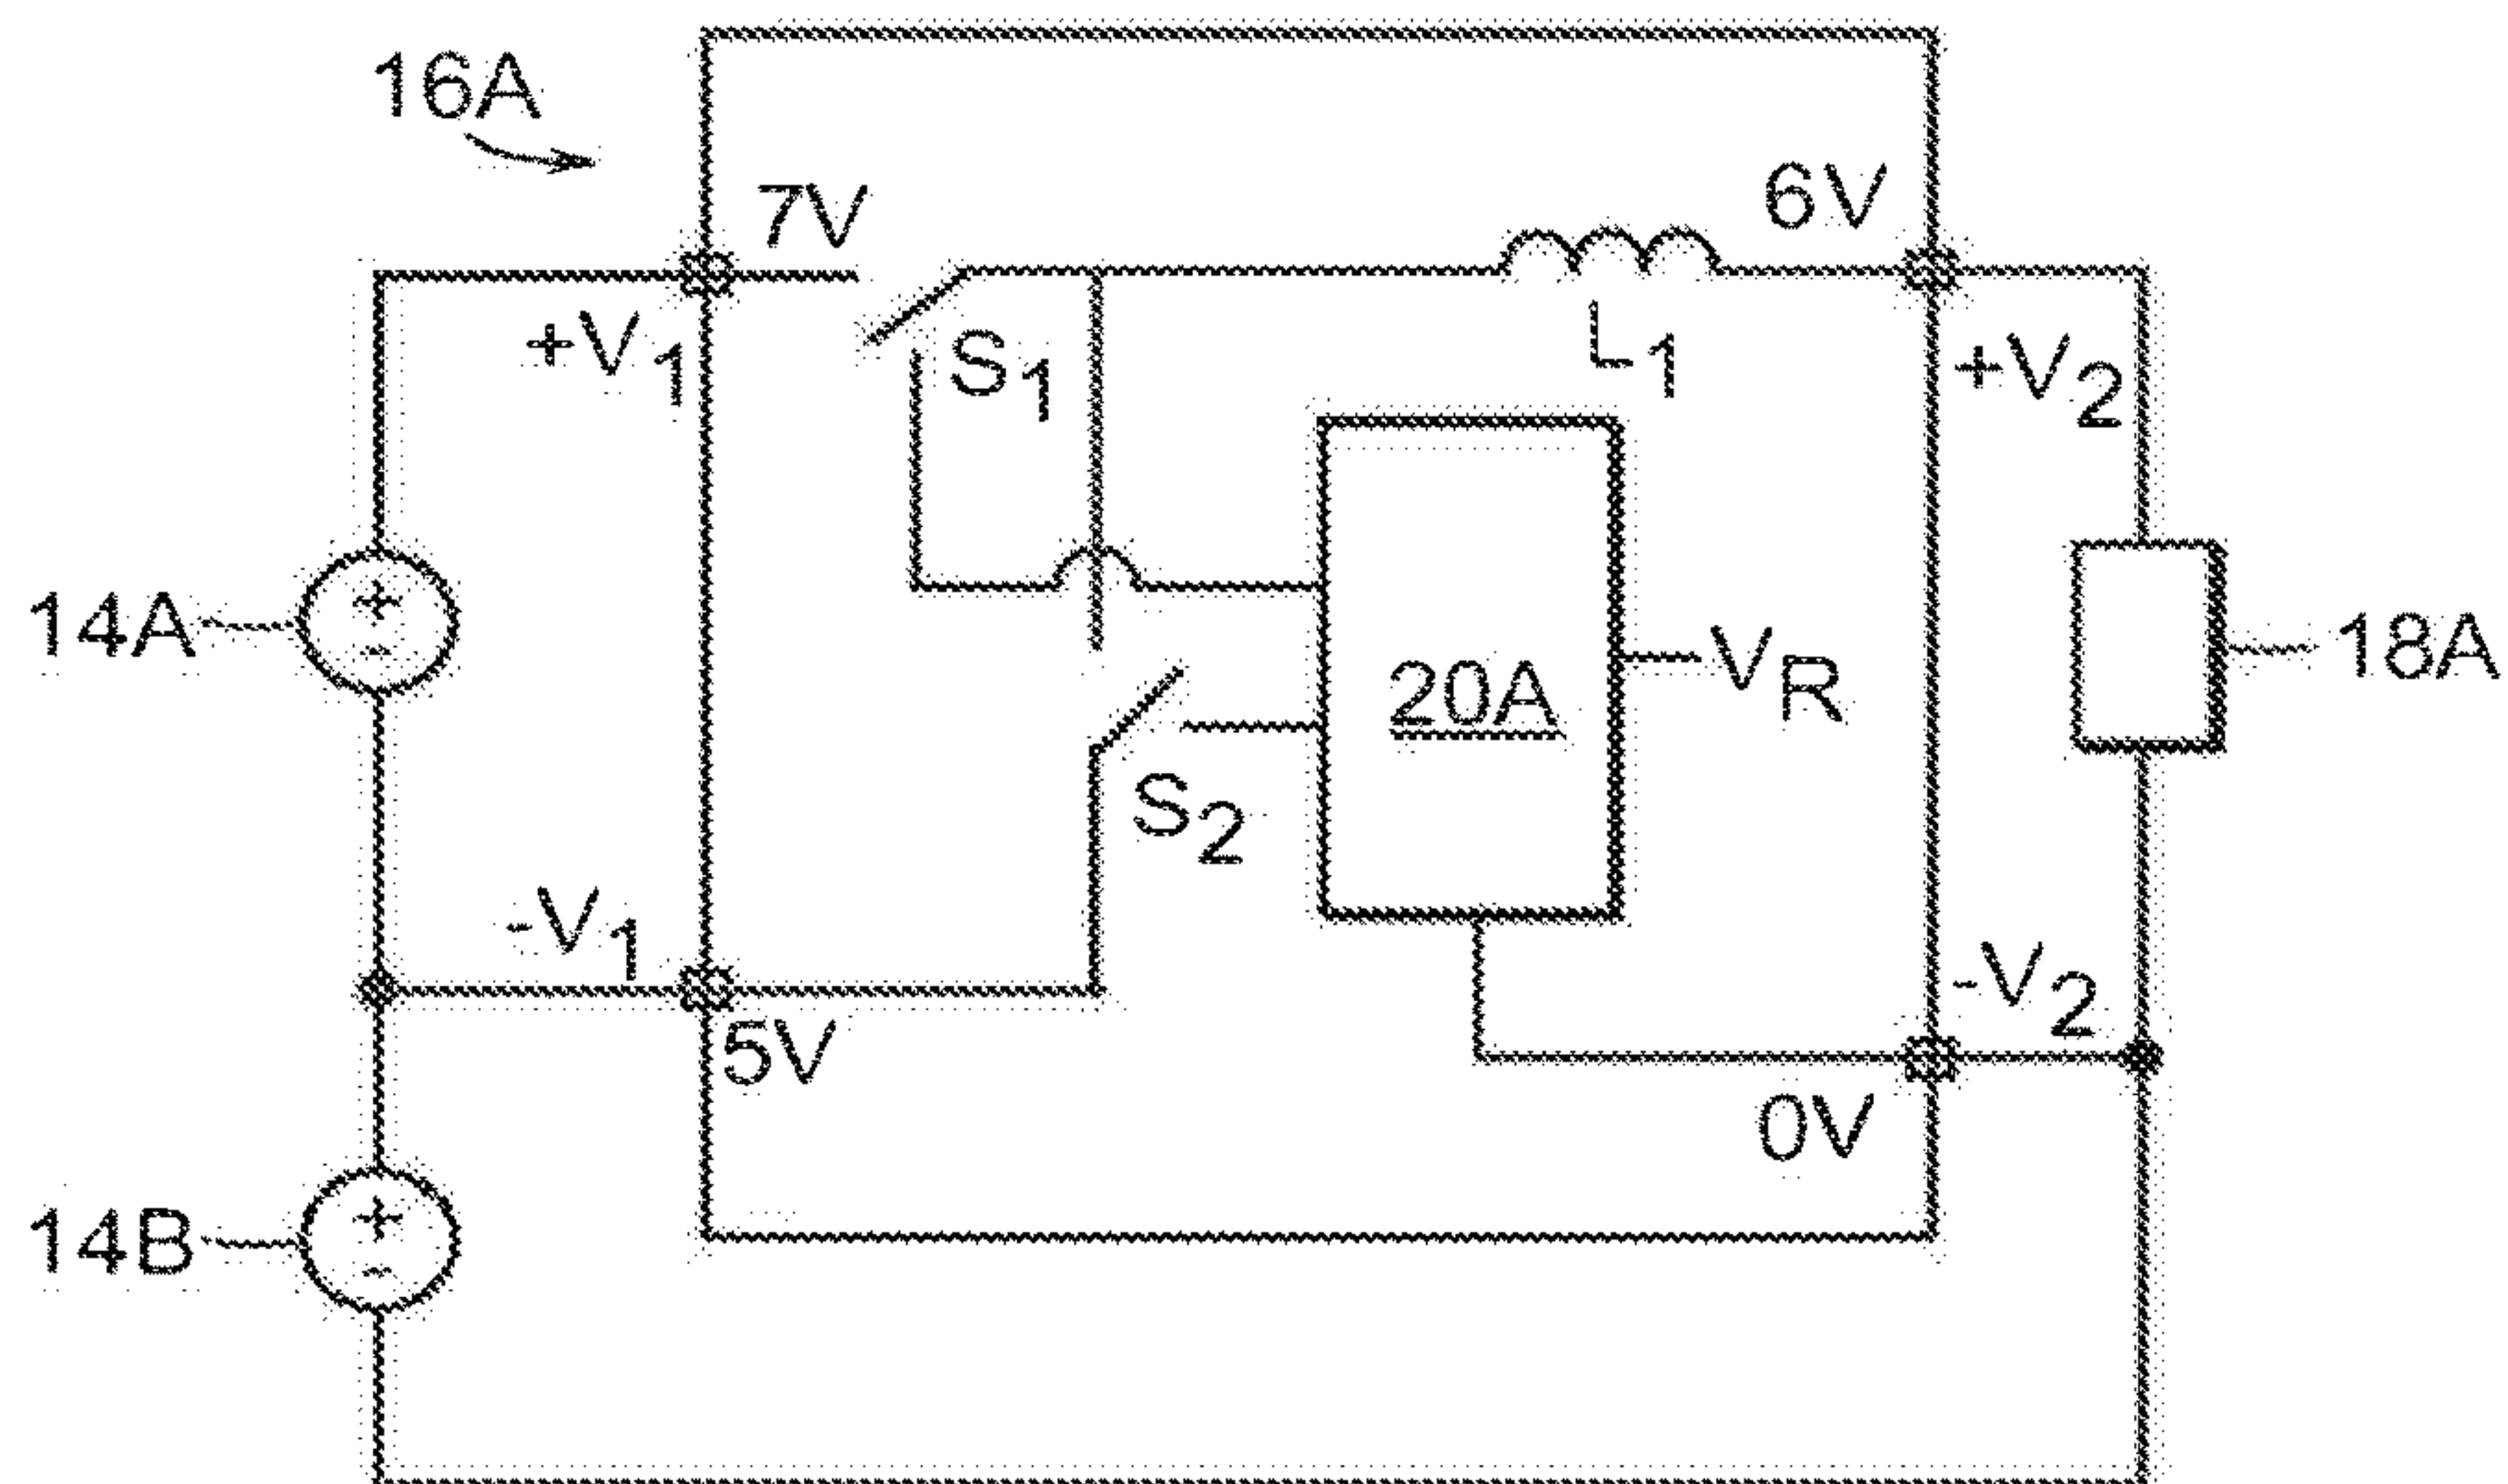 16A
7V
6V
+V1
S1
L1
+V2
14A
+
-
20A
VR
18A
S2
-V1
-V2
5V
0V
14B
+
-